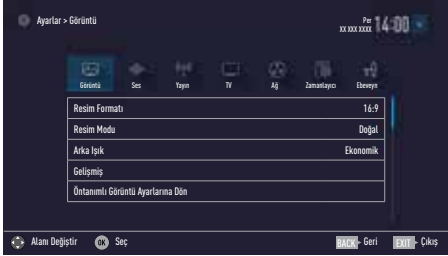 Ayarlar > Görüntü
Per
xx xxx xxxx
14:00
Görüntü Ses Yayın TV Ağ Zamanlayıcı Ebeveyn
Resim Formatı 16:9
Resim Modu Doğal
Arka Işık Ekonomik
Gelişmiş
Öntanımlı Görüntü Ayarlarına Dön
Alanı Değiştir OK Seç BACK Geri EXIT Çıkış